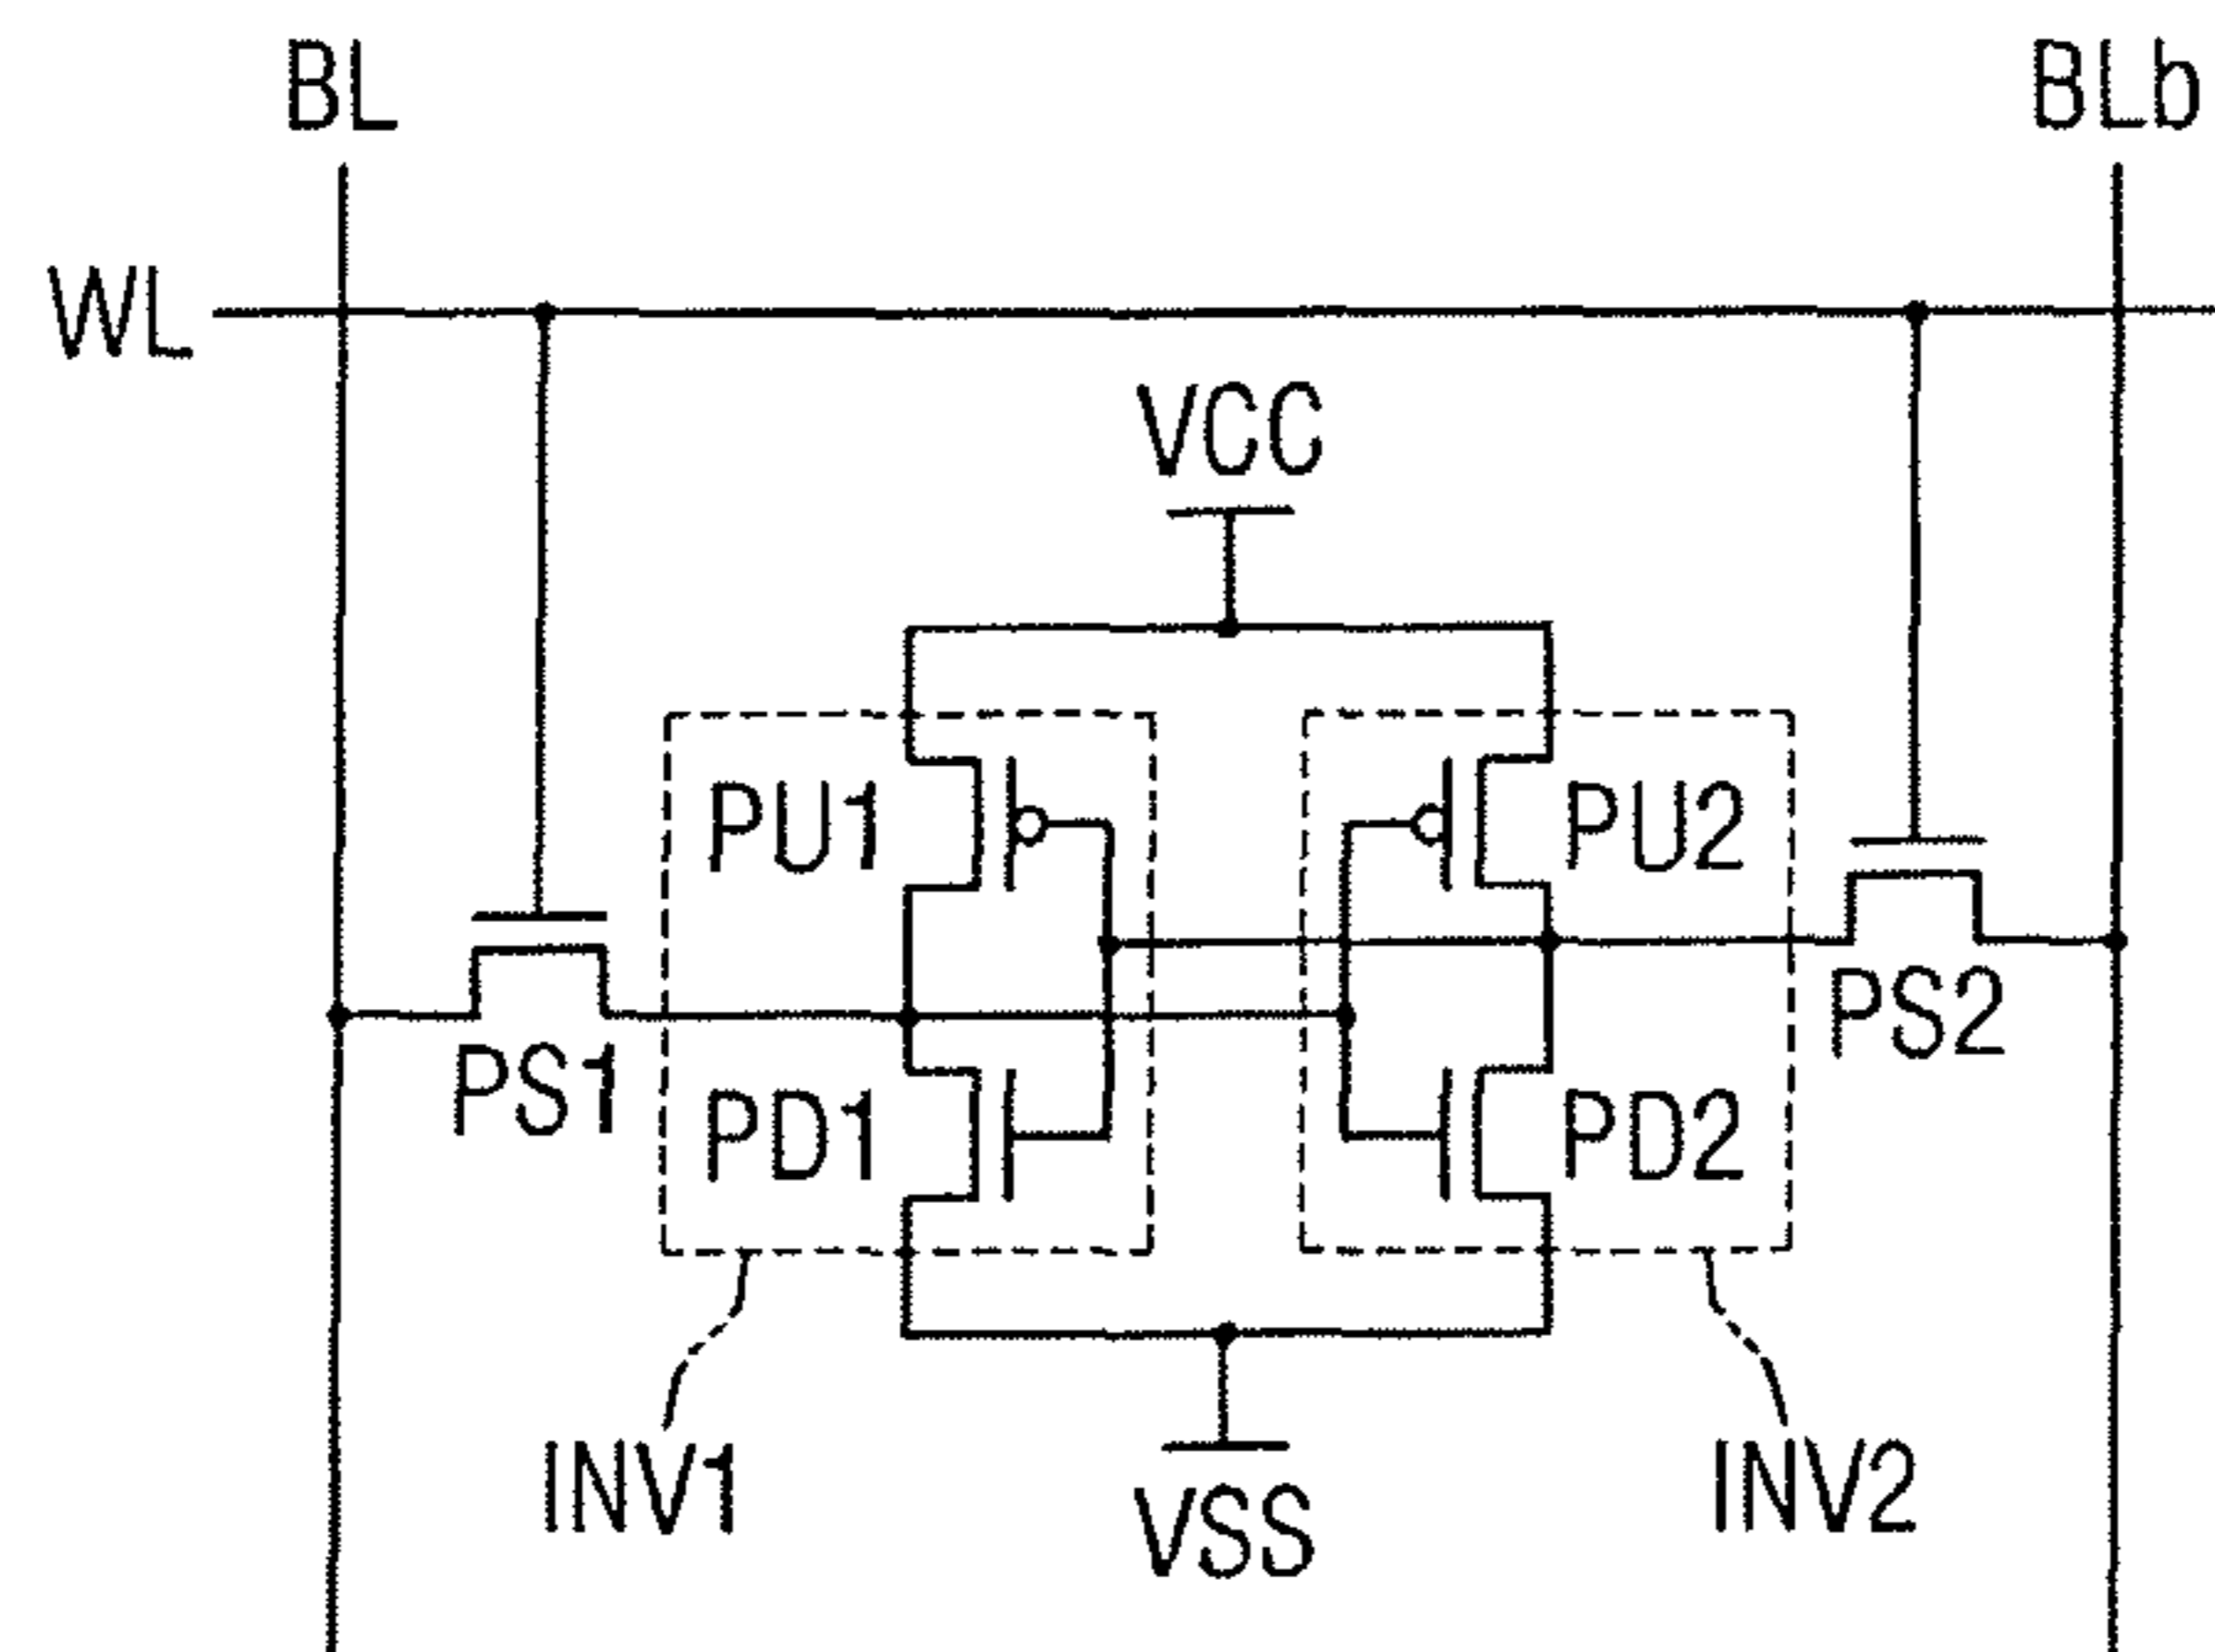 BL
BLb
WL
VCC
PU1
PU2
PS1
PS2
PD1
PD2
INV1
INV2
VSS